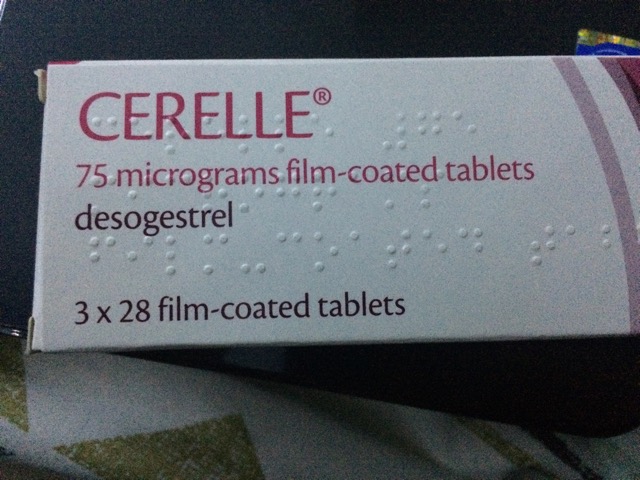 CERELLE®
75 micrograms film-coated tablets
desogestrel
3 x 28 film-coated tablets